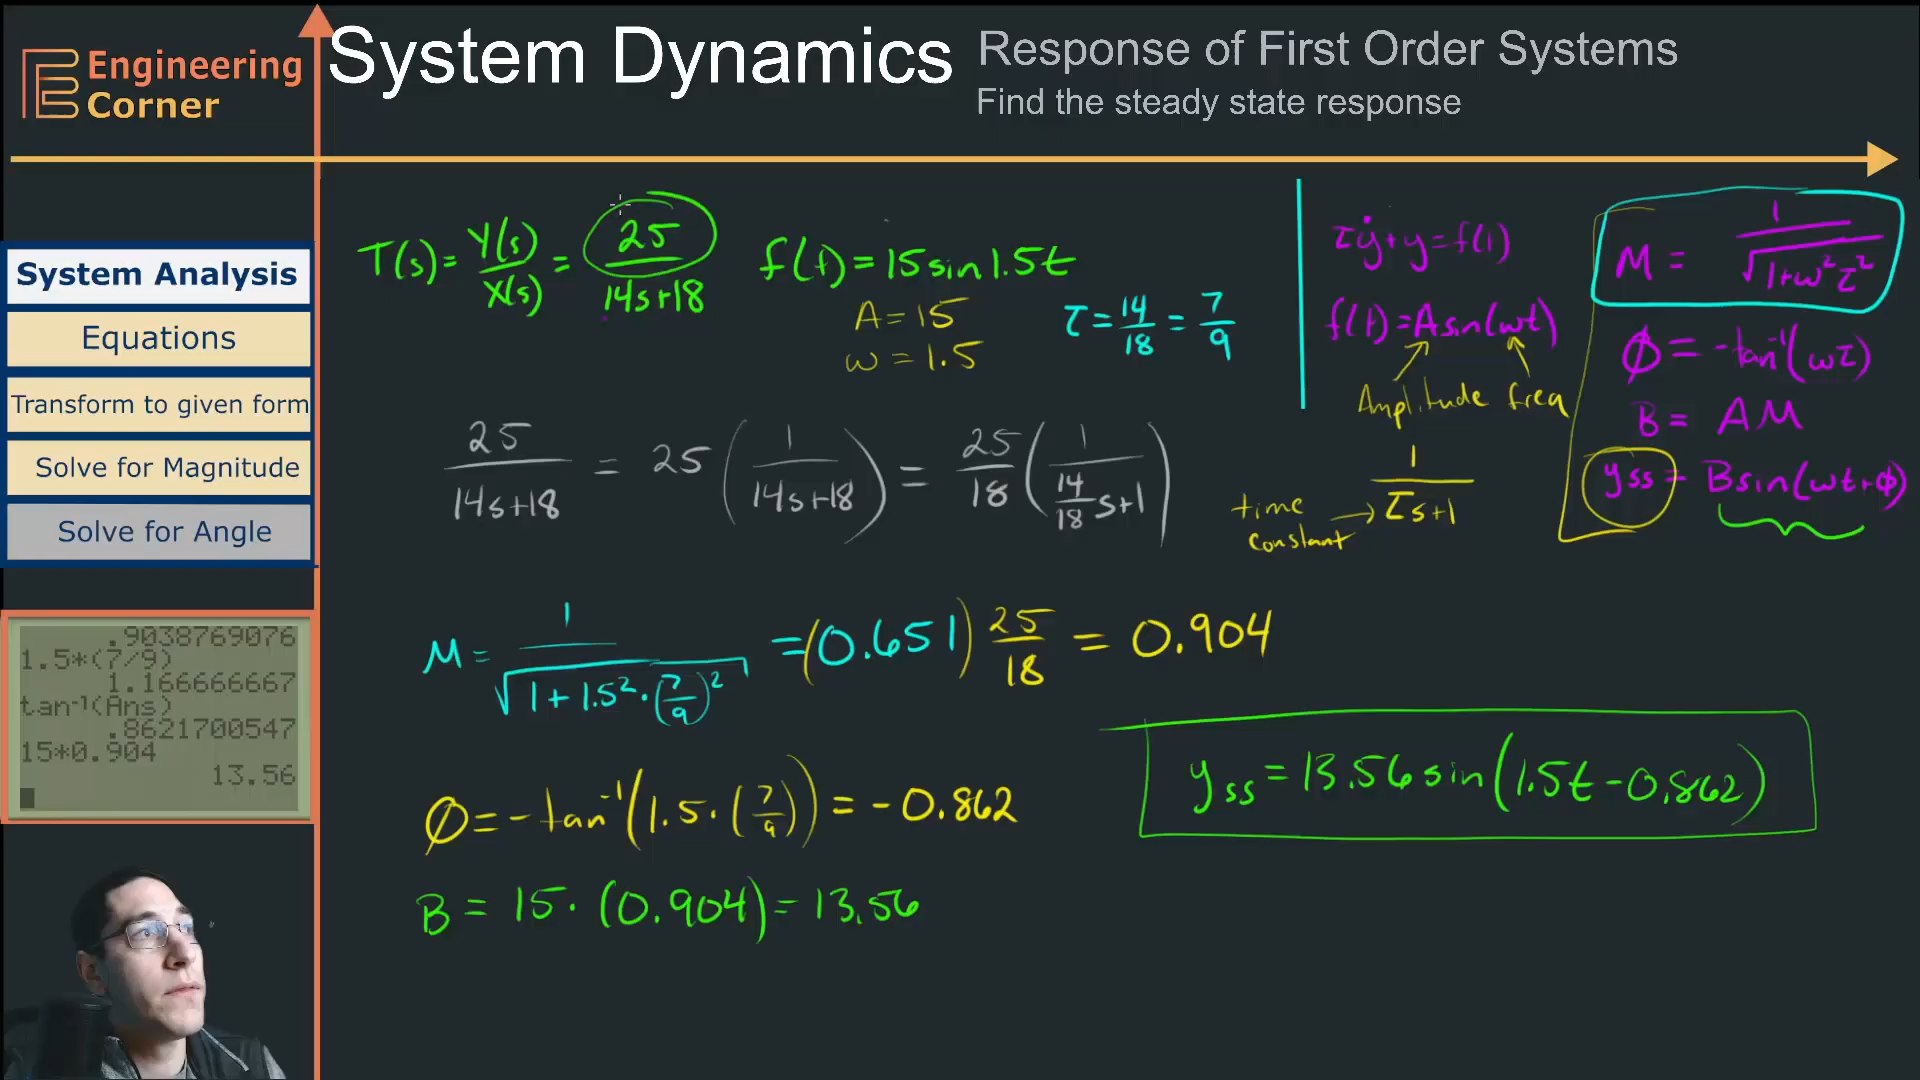 Engineering Corner
System Dynamics
Response of First Order Systems
Find the steady state response
System Analysis
Equations
Transform to given form
Solve for Magnitude
Solve for Angle
.9038769076
1.5*(7/9)
1.166666667
tan⁻¹(Ans)
.8621700547
15*0.904
13.56
T(s) = Y(s)/X(s) = 25/(14s+18)
f(t) = 15 sin 1.5t
A = 15
ω = 1.5
τ = 14/18 = 7/9
τẏ + y = f(t)
f(t) = A sin(ωt)
Amplitude freq
1/(τs+1)
time constant →
M = 1/√(1+ω²τ²)
Ø = -tan⁻¹(ωτ)
B = AM
yss = B sin(ωt+ϕ)
25/(14s+18) = 25 (1/(14s+18)) = 25/18 (1/(14/18 s+1))
M = 1/√(1 + 1.5² · (7/9)²) = (0.651) 25/18 = 0.904
Ø = -tan⁻¹(1.5 · (7/9)) = -0.862
B = 15 · (0.904) = 13.56
yss = 13.56 sin(1.5t - 0.862)